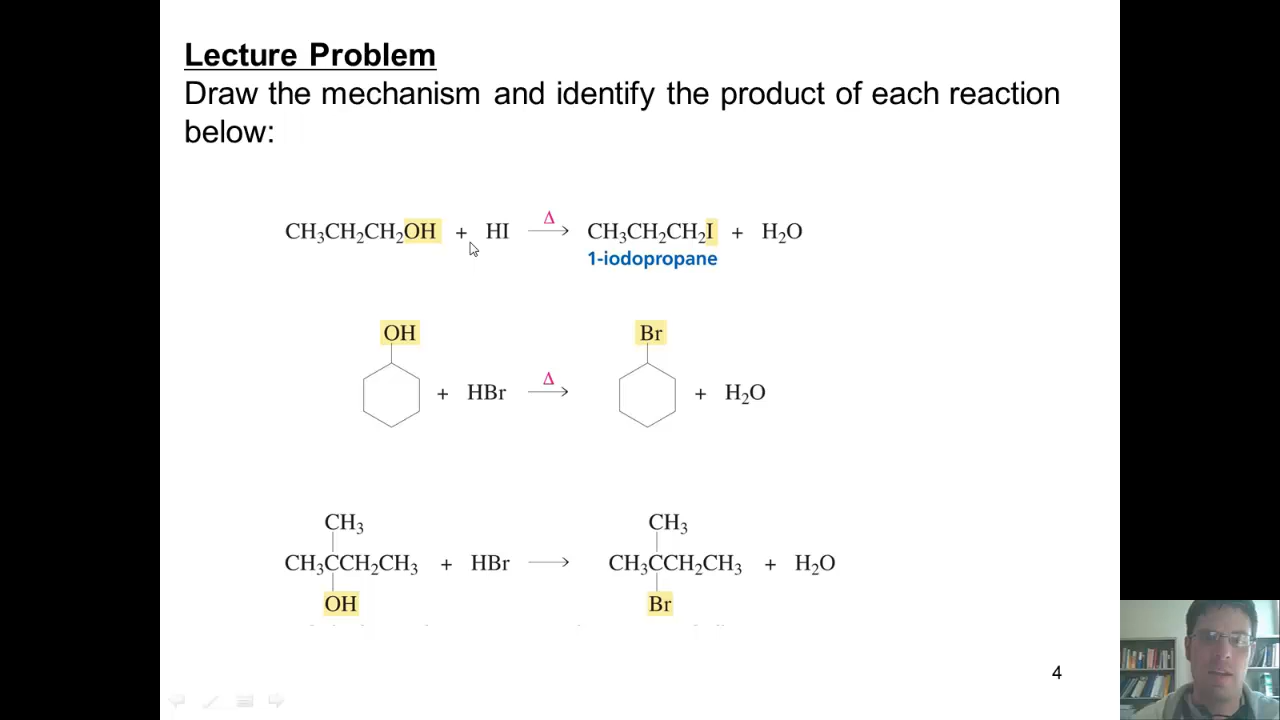 Lecture Problem
Draw the mechanism and identify the product of each reaction
below:
CH₃CH₂CH₂OH + HI Δ → CH₃CH₂CH₂I + H₂O
1-iodopropane
OH
Br
+ HBr Δ → + H₂O
CH₃
CH₃
CH₃CCH₂CH₃ + HBr → CH₃CCH₂CH₃ + H₂O
OH
Br
4